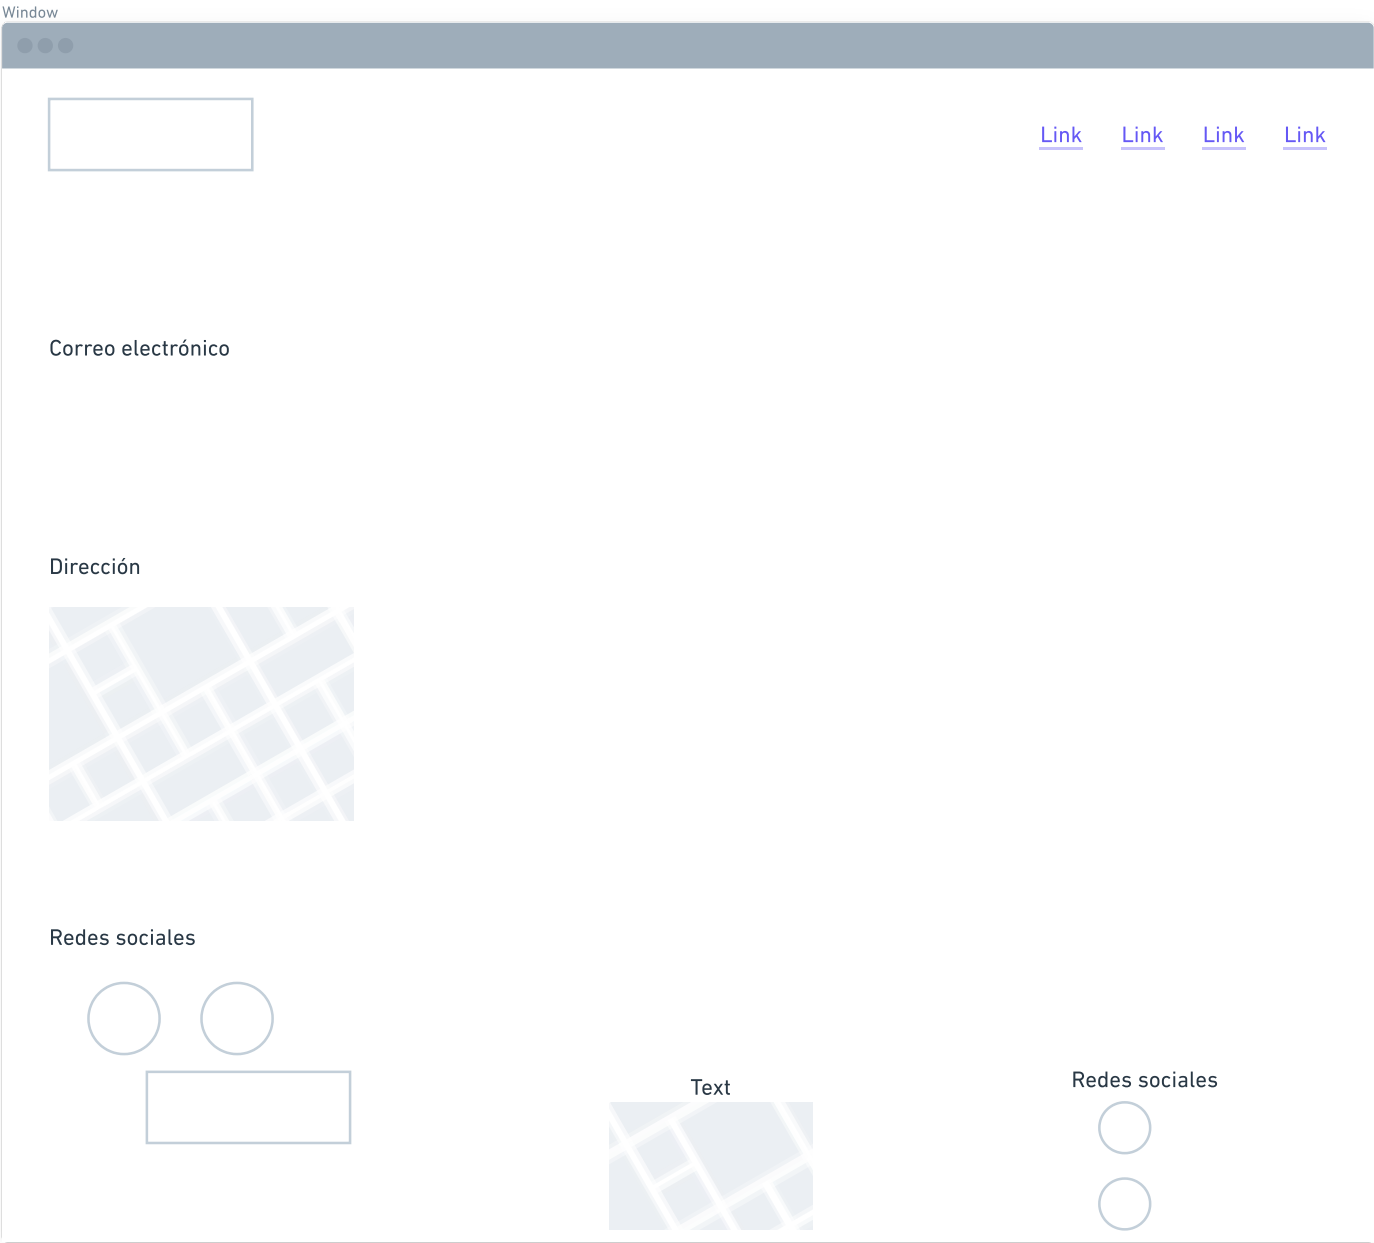 Window
Link Link Link Link
Correo electrónico
Dirección
Redes sociales
Text
Redes sociales